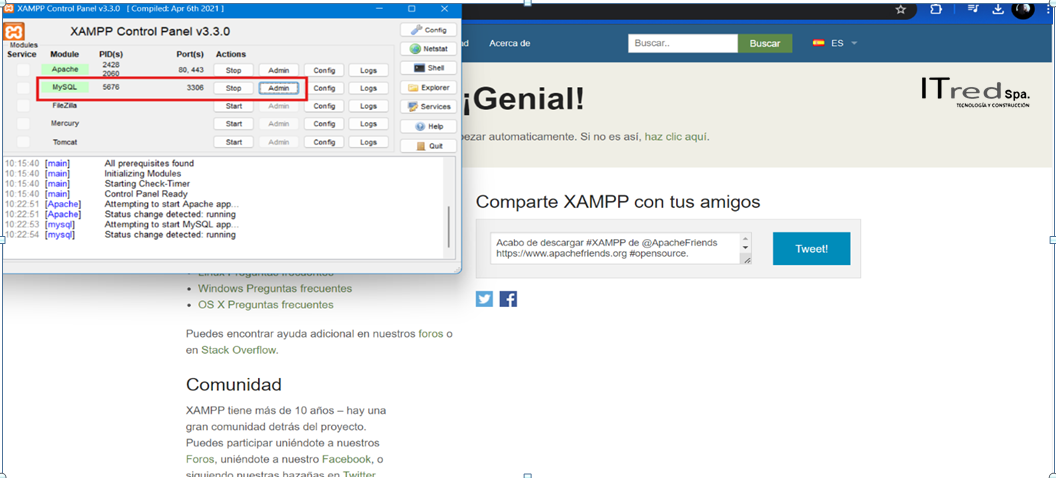 XAMPP Control Panel v3.3.0 [ Compiled: Apr 6th 2021 ]
XAMPP Control Panel v3.3.0
Modules
Service Module PID(s) Port(s) Actions
Apache 2428 2060 80, 443 Stop Admin Config Logs
MySQL 5676 3306 Stop Admin Config Logs
FileZilla Start Admin Config Logs
Mercury Start Admin Config Logs
Tomcat Start Admin Config Logs
Config
Netstat
Shell
Explorer
Services
Help
Quit
10:15:40 [main] All prerequisites found
10:15:40 [main] Initializing Modules
10:15:40 [main] Starting Check-Timer
10:15:40 [main] Control Panel Ready
10:22:51 [Apache] Attempting to start Apache app...
10:22:51 [Apache] Status change detected: running
10:22:53 [mysql] Attempting to start MySQL app...
10:22:54 [mysql] Status change detected: running
Acerca de
Buscar..
Buscar
ES
¡Genial!
ITred Spa.
TECNOLOGÍA Y CONSTRUCCIÓN
ezar automaticamente. Si no es así, haz clic aquí.
Comparte XAMPP con tus amigos
Acabo de descargar #XAMPP de @ApacheFriends
https://www.apachefriends.org #opensource.
Tweet!
Linux Preguntas frecuentes
• Windows Preguntas frecuentes
• OS X Preguntas frecuentes
Puedes encontrar ayuda adicional en nuestros foros o
en Stack Overflow.
Comunidad
XAMPP tiene más de 10 años – hay una
gran comunidad detrás del proyecto.
Puedes participar uniéndote a nuestros
Foros, uniéndote a nuestro Facebook, o
siguiendo nuestras hazañas en Twitter